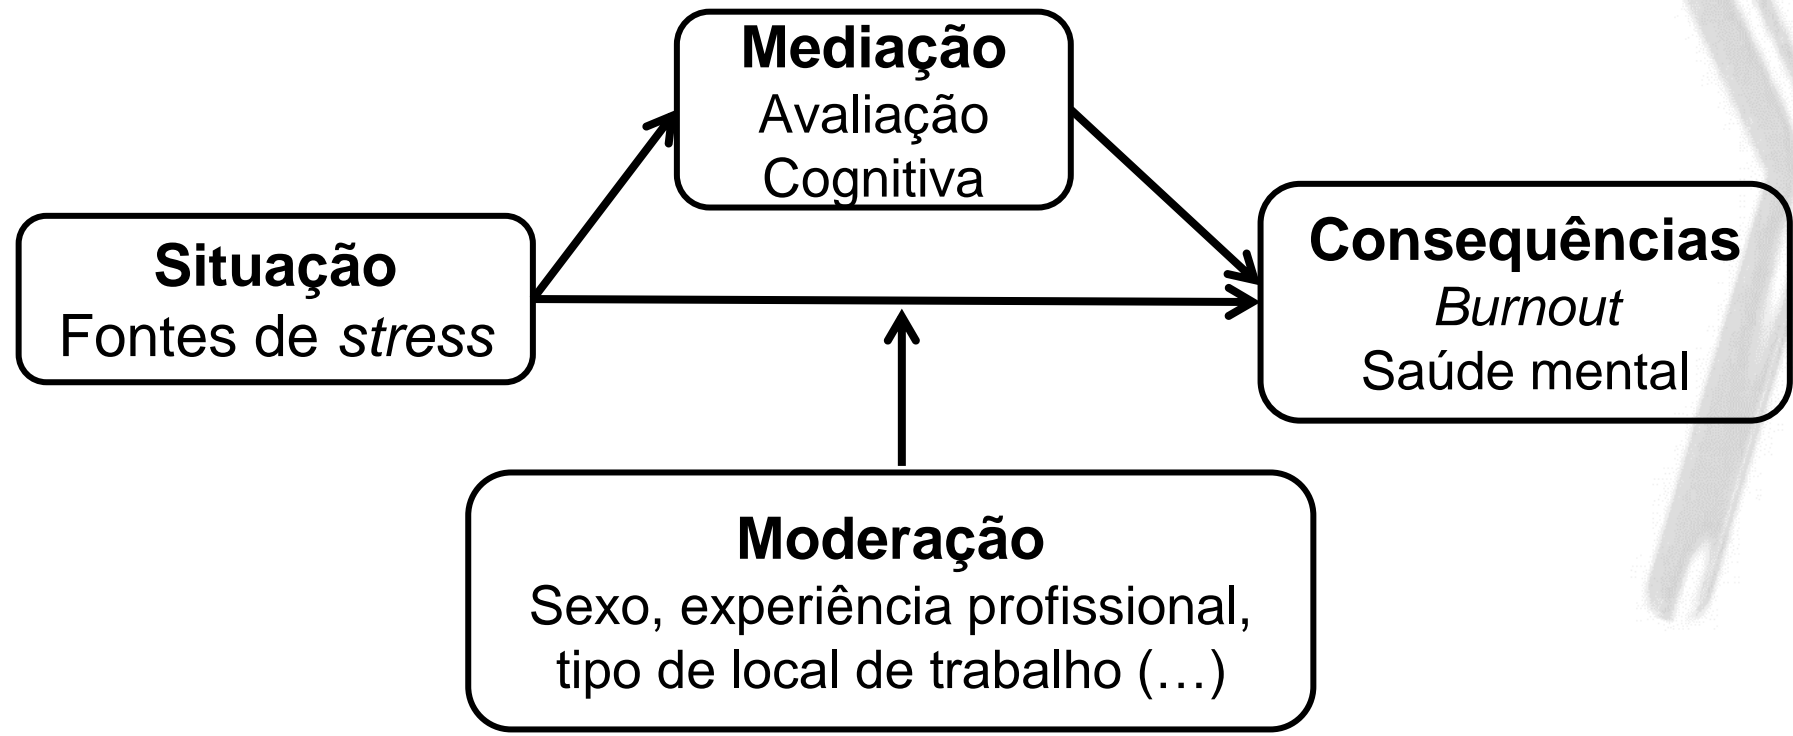 Mediação
Avaliação
Cognitiva
Situação
Fontes de stress
Consequências
Burnout
Saúde mental
Moderação
Sexo, experiência profissional,
tipo de local de trabalho (…)